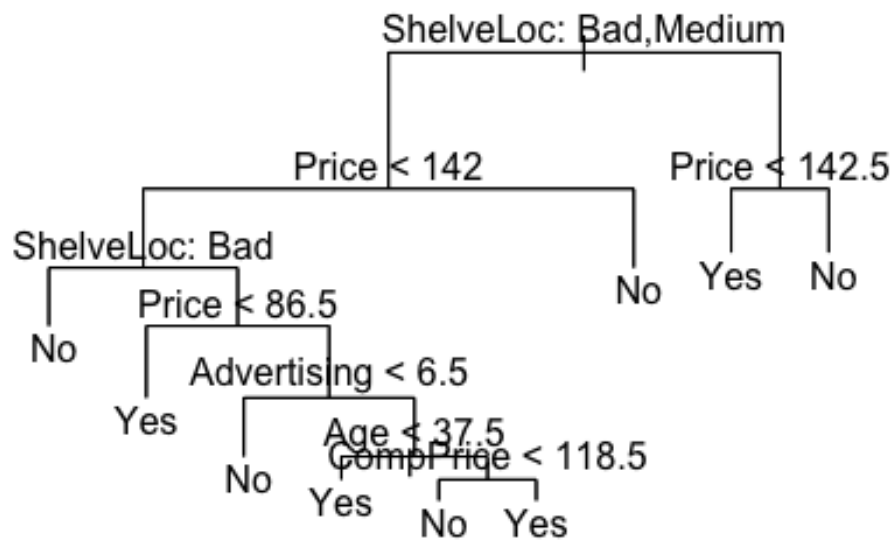 ShelveLoc: Bad,Medium
Price < 142
Price < 142.5
ShelveLoc: Bad
Yes
No
No
Price < 86.5
No
Advertising < 6.5
Yes
Age < 37.5
CompPrice < 118.5
No
Yes
No
Yes